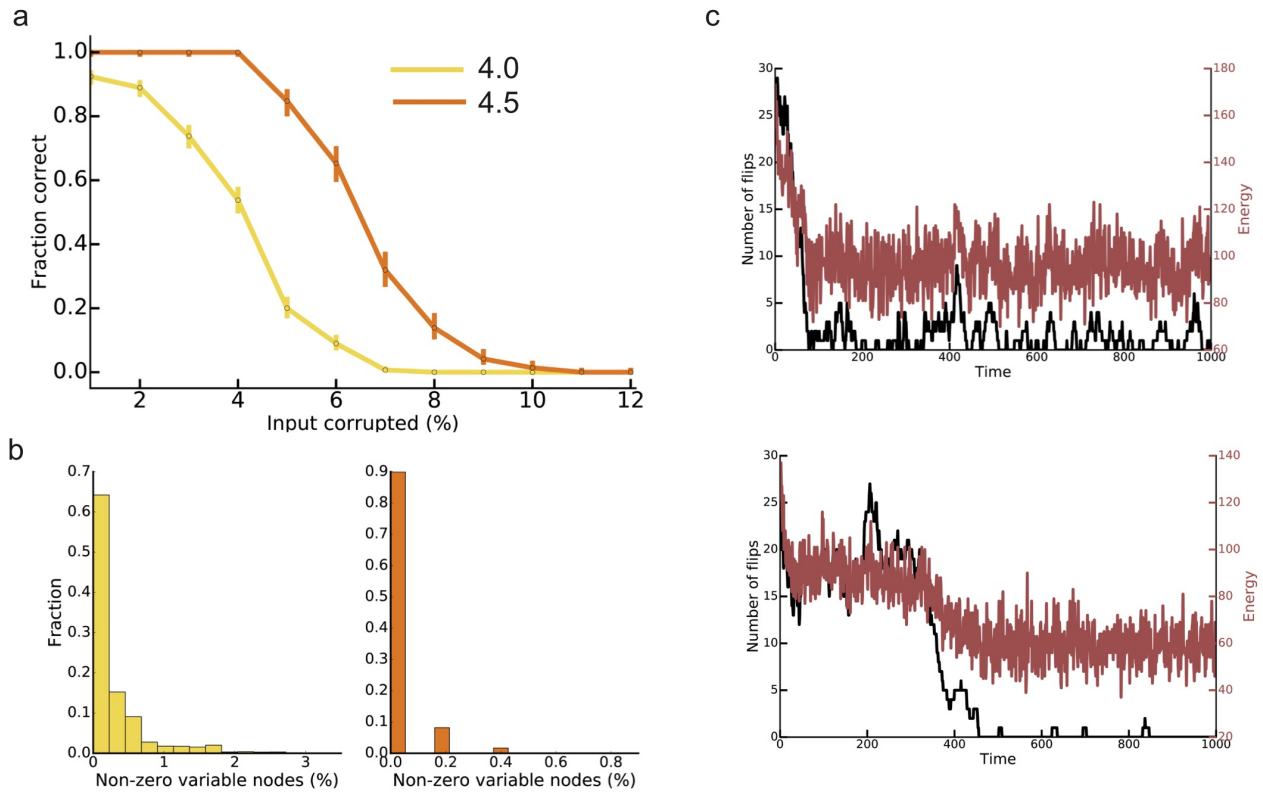 a
1.0
0.8
0.6
0.4
0.2
0.0
Fraction correct
4.0
4.5
2 4 6 8 10 12
Input corrupted (%)
b
0.7
0.6
0.5
0.4
0.3
0.2
0.1
0.0
Fraction
0 1 2 3
Non-zero variable nodes (%)
0.9
0.8
0.7
0.6
0.5
0.4
0.3
0.2
0.1
0.0
0.0 0.2 0.4 0.6 0.8
Non-zero variable nodes (%)
c
30
25
20
15
10
5
0
Number of flips
180
160
140
120
100
80
60
Energy
0 200 400 600 800 1000
Time
30
25
20
15
10
5
0
Number of flips
140
120
100
80
60
40
20
Energy
0 200 400 600 800 1000
Time